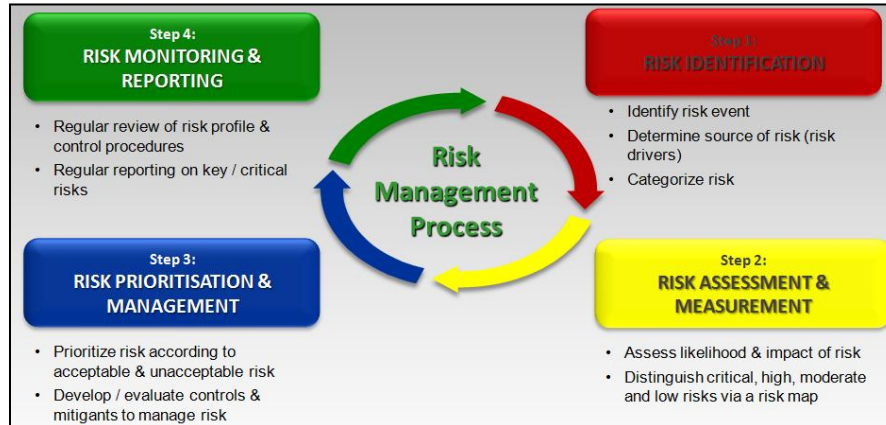 Step 4:
RISK MONITORING &
REPORTING
• Regular review of risk profile &
control procedures
• Regular reporting on key / critical
risks
Step 1:
RISK IDENTIFICATION
• Identify risk event
• Determine source of risk (risk
drivers)
• Categorize risk
Risk
Management
Process
Step 3:
RISK PRIORITISATION &
MANAGEMENT
• Prioritize risk according to
acceptable & unacceptable risk
• Develop / evaluate controls &
mitigants to manage risk
Step 2:
RISK ASSESSMENT &
MEASUREMENT
• Assess likelihood & impact of risk
• Distinguish critical, high, moderate
and low risks via a risk map